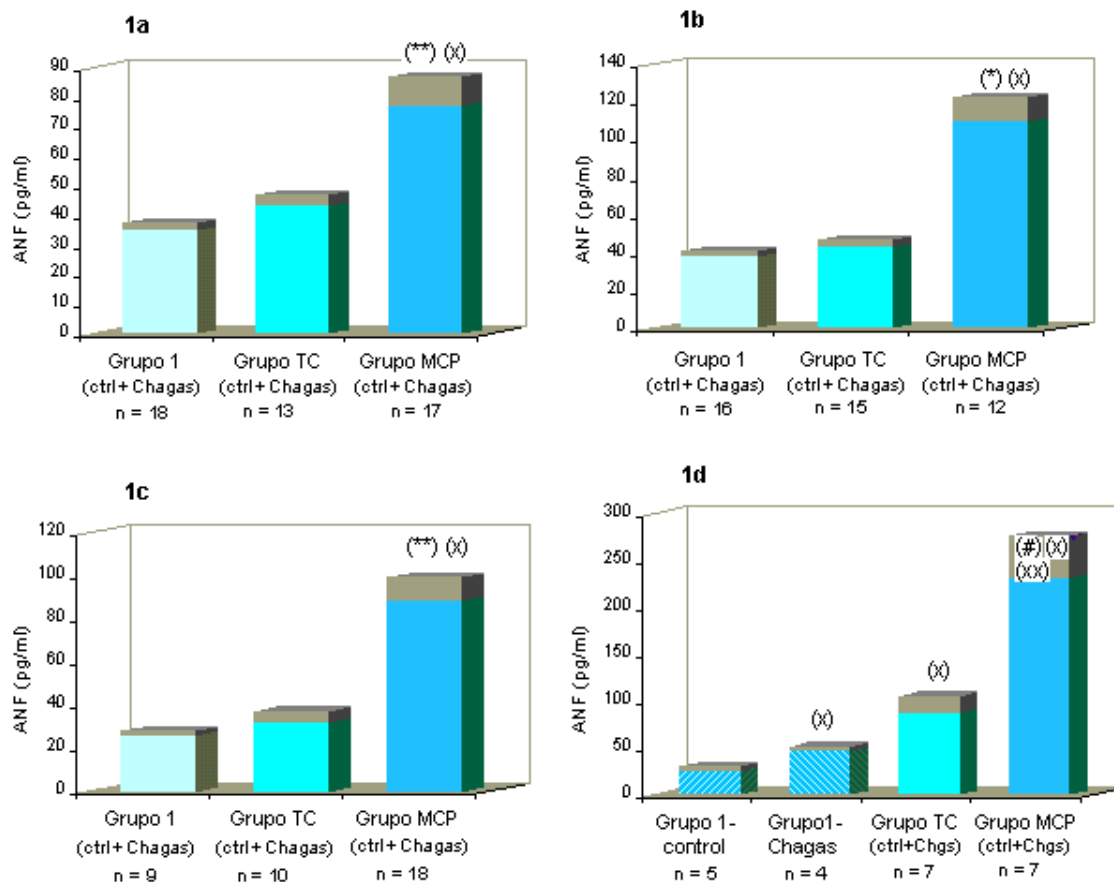 1a
(**) (x)
ANF (pg/ml)
90
80
70
60
50
40
30
20
10
0
Grupo 1 Grupo TC Grupo MCP
(ctrl+ Chagas) (ctrl+ Chagas) (ctrl+ Chagas)
n = 18 n = 13 n = 17
1b
(*) (x)
ANF (pg/ml)
140
120
100
80
60
40
20
0
Grupo 1 Grupo TC Grupo MCP
(ctrl+ Chagas) (ctrl+ Chagas) (ctrl+ Chagas)
n = 16 n = 15 n = 12
1c
(**) (x)
ANF (pg/ml)
120
100
80
60
40
20
0
Grupo 1 Grupo TC Grupo MCP
(ctrl+ Chagas) (ctrl+ Chagas) (ctrl+ Chagas)
n = 9 n = 10 n = 18
1d
(#) (x)
(xx)
(x)
(x)
ANF (pg/ml)
300
250
200
150
100
50
0
Grupo 1- Grupo1- Grupo TC Grupo MCP
control Chagas (ctrl+Chgs) (ctrl+Chgs)
n = 5 n = 4 n = 7 n = 7